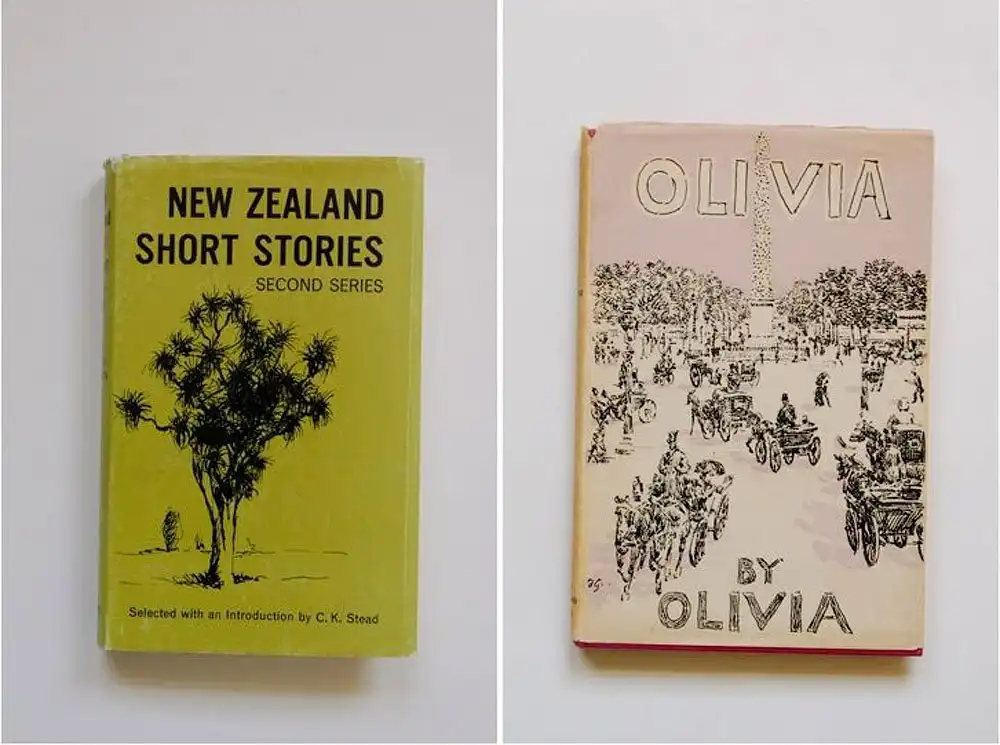 NEW ZEALAND
SHORT STORIES
SECOND SERIES
Selected with an Introduction by C. K. Stead
OLIVIA
BY
OLIVIA